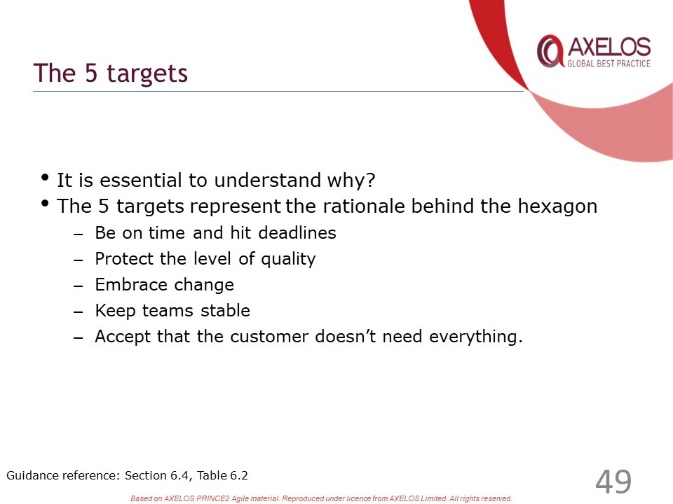 AXELOS
GLOBAL BEST PRACTICE
The 5 targets
• It is essential to understand why?
• The 5 targets represent the rationale behind the hexagon
– Be on time and hit deadlines
– Protect the level of quality
– Embrace change
– Keep teams stable
– Accept that the customer doesn’t need everything.
Guidance reference: Section 6.4, Table 6.2
49
Based on AXELOS PRINCE2 Agile material. Reproduced under licence from AXELOS Limited. All rights reserved.